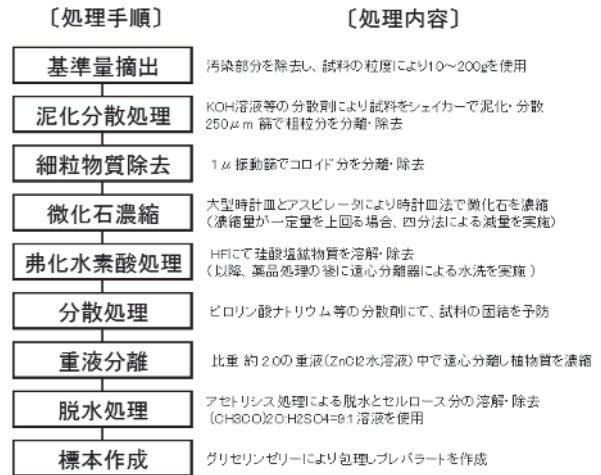 〔処理手順〕 〔処理内容〕
基準量摘出 汚染部分を除去し、試料の粒度により10～200gを使用
泥化分散処理 KOH溶液等の分散剤により試料をシェイカーで泥化・分散
250μm 篩で粗粒分を分離・除去
細粒物質除去 1μ振動篩でコロイド分を分離・除去
微化石濃縮 大型時計皿とアスピレータにより時計皿法で微化石を濃縮
(濃縮量が一定量を上回る場合、四分法による減量を実施)
弗化水素酸処理 HFにて珪酸塩鉱物質を溶解・除去
(以降、薬品処理の後に遠心分離器による水洗を実施)
分散処理 ピロリン酸ナトリウム等の分散剤にて、試料の固結を予防
重液分離 比重 約2.0の重液(ZnCl2水溶液)中で遠心分離し植物質を濃縮
脱水処理 アセトリシス処理による脱水とセルロース分の溶解・除去
(CH3CO)2O:H2SO4=9:1 溶液を使用
標本作成 グリセリンゼリーにより包埋しプレパラートを作成